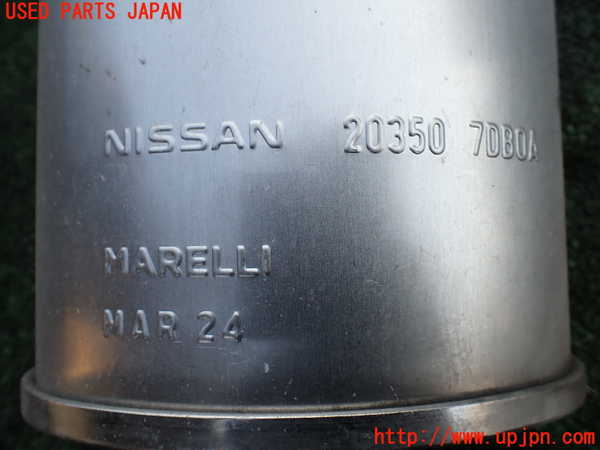 USED PARTS JAPAN
NISSAN 20350 7DB0A
MARELLI
MAR 24
http://www.upjpn.com/